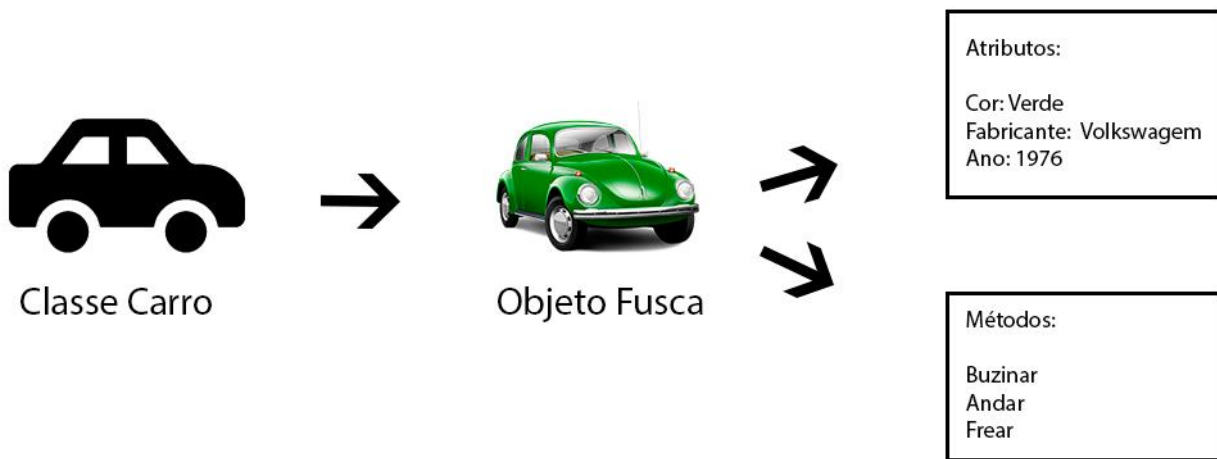 Classe Carro
Objeto Fusca
Atributos:
Cor: Verde
Fabricante: Volkswagem
Ano: 1976
Métodos:
Buzinar
Andar
Frear